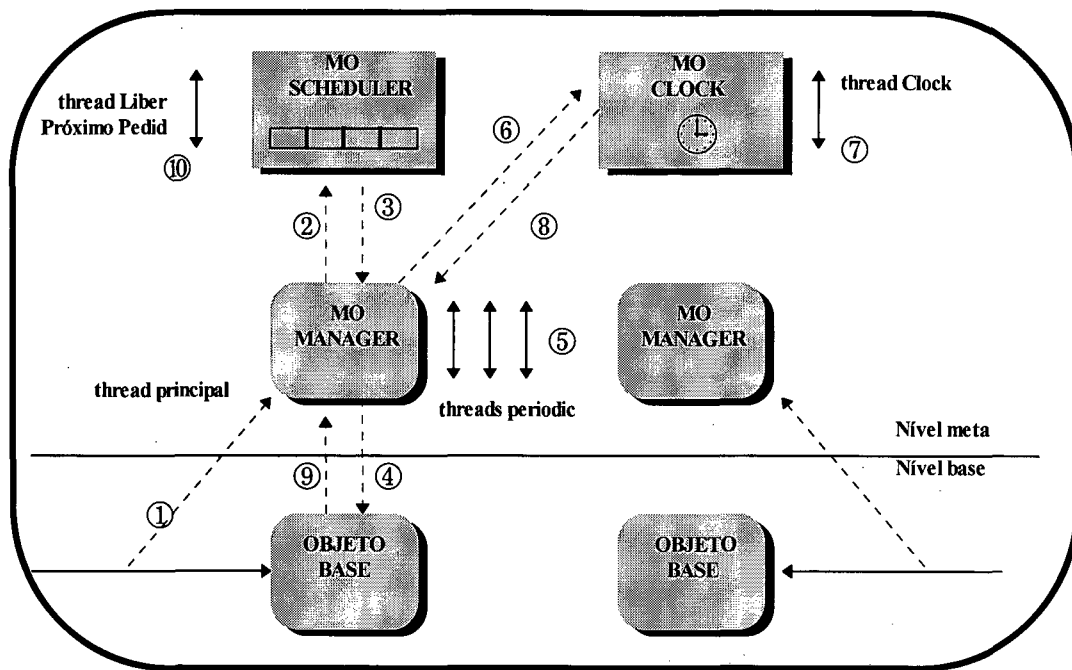 MO
SCHEDULER
thread Liber
Próximo Pedid
⑩
MO
CLOCK
thread Clock
⑦
⑥
②
③
⑧
MO
MANAGER
⑤
MO
MANAGER
thread principal
threads periodic
Nível meta
Nível base
①
⑨
④
OBJETO
BASE
OBJETO
BASE